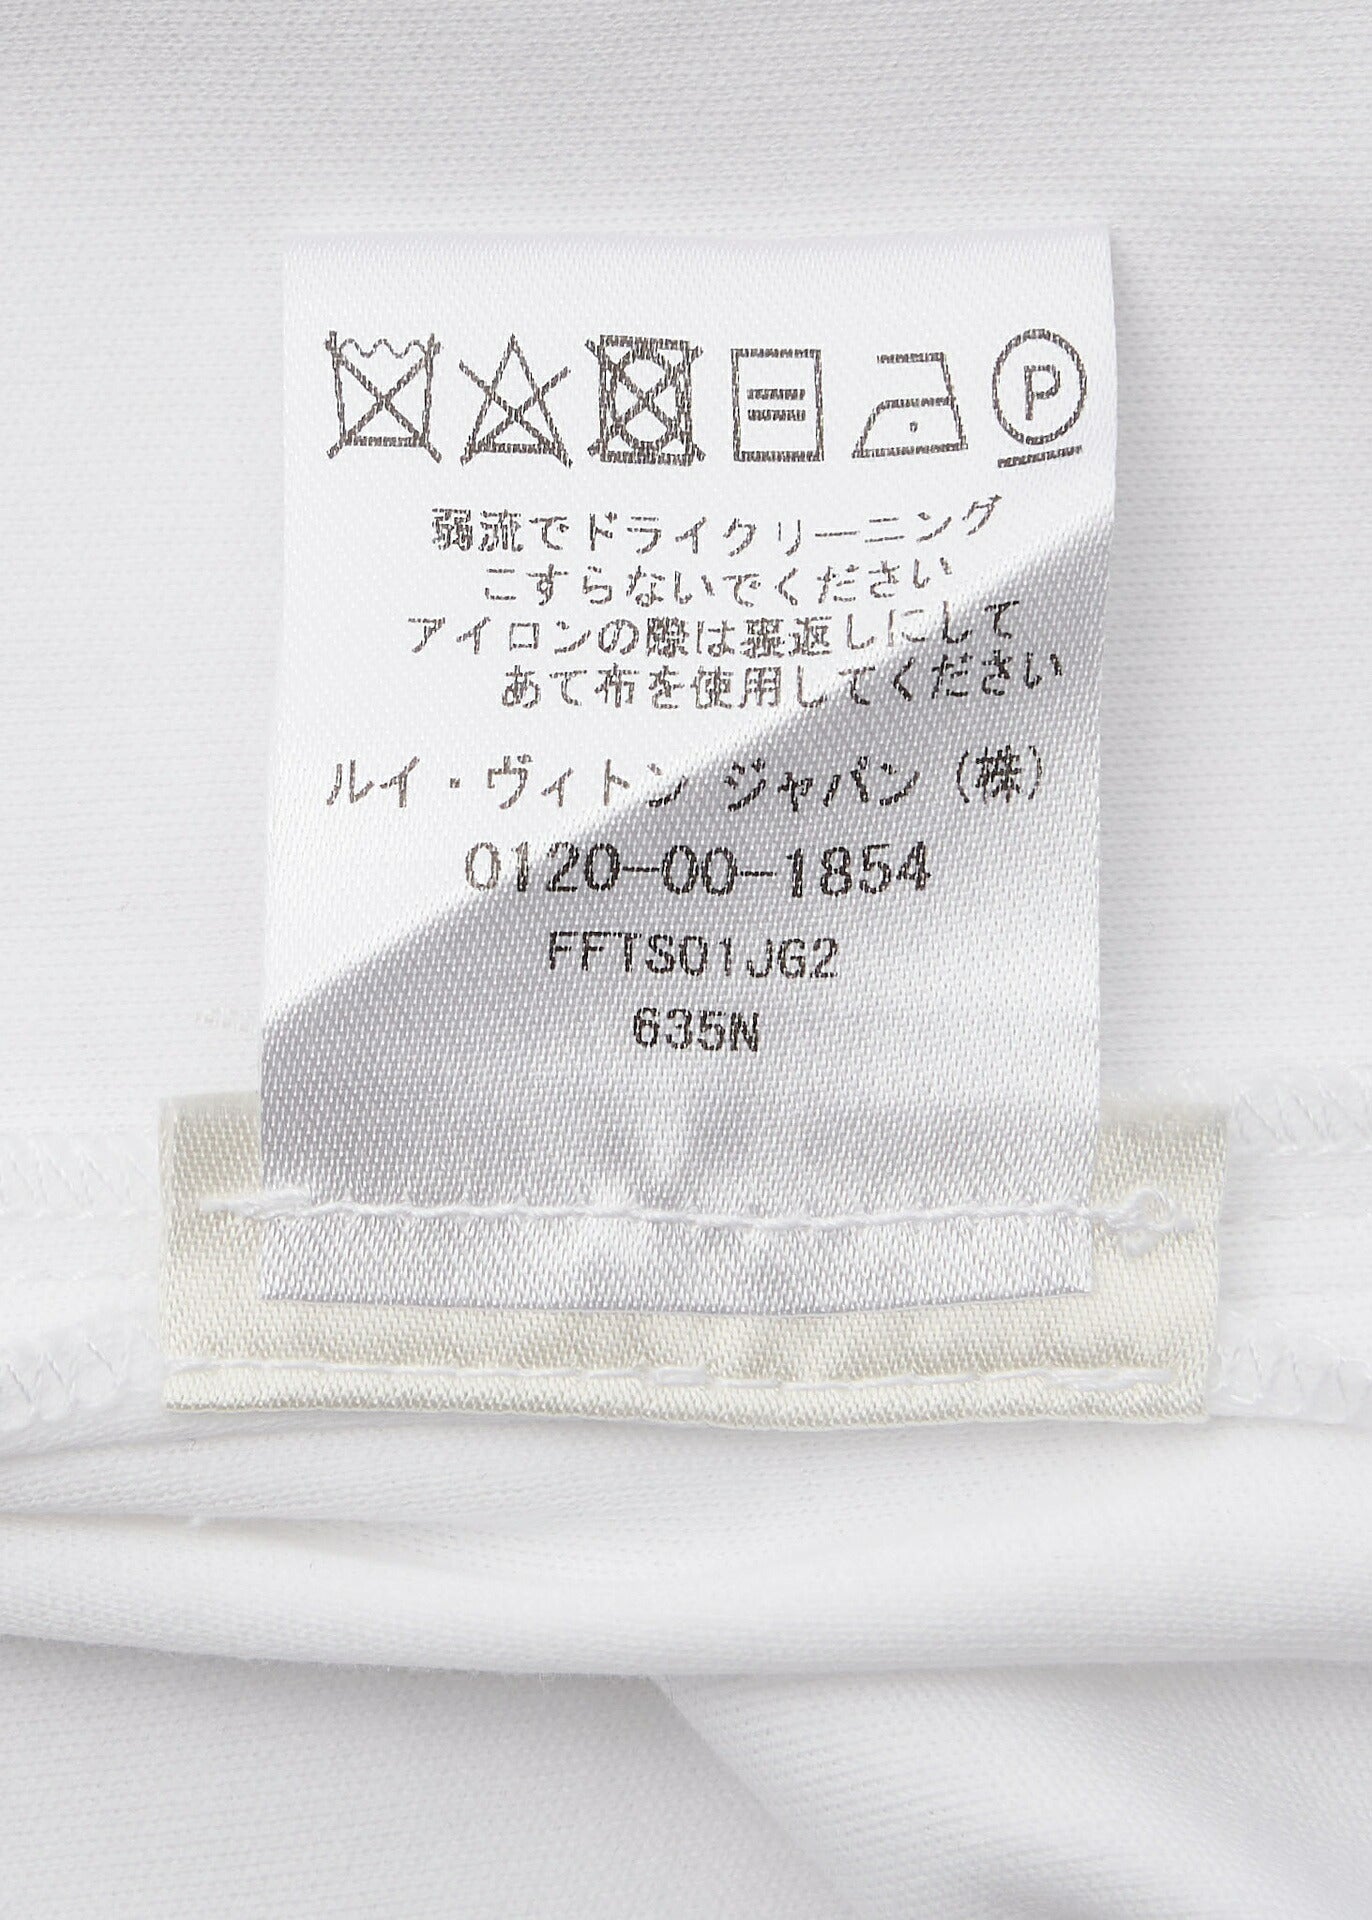 P
弱流でドライクリーニング
こすらないでください
アイロンの際は裏返しにして
あて布を使用してください
ルイ・ヴィトン ジャパン (株)
0120-00-1854
FFTS01JG2
635N